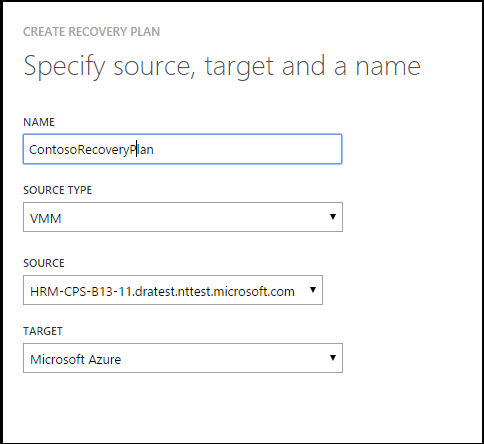 CREATE RECOVERY PLAN
Specify source, target and a name
NAME
ContosoRecoveryPlan
SOURCE TYPE
VMM
SOURCE
HRM-CPS-B13-11.dratest.nttest.microsoft.com
TARGET
Microsoft Azure